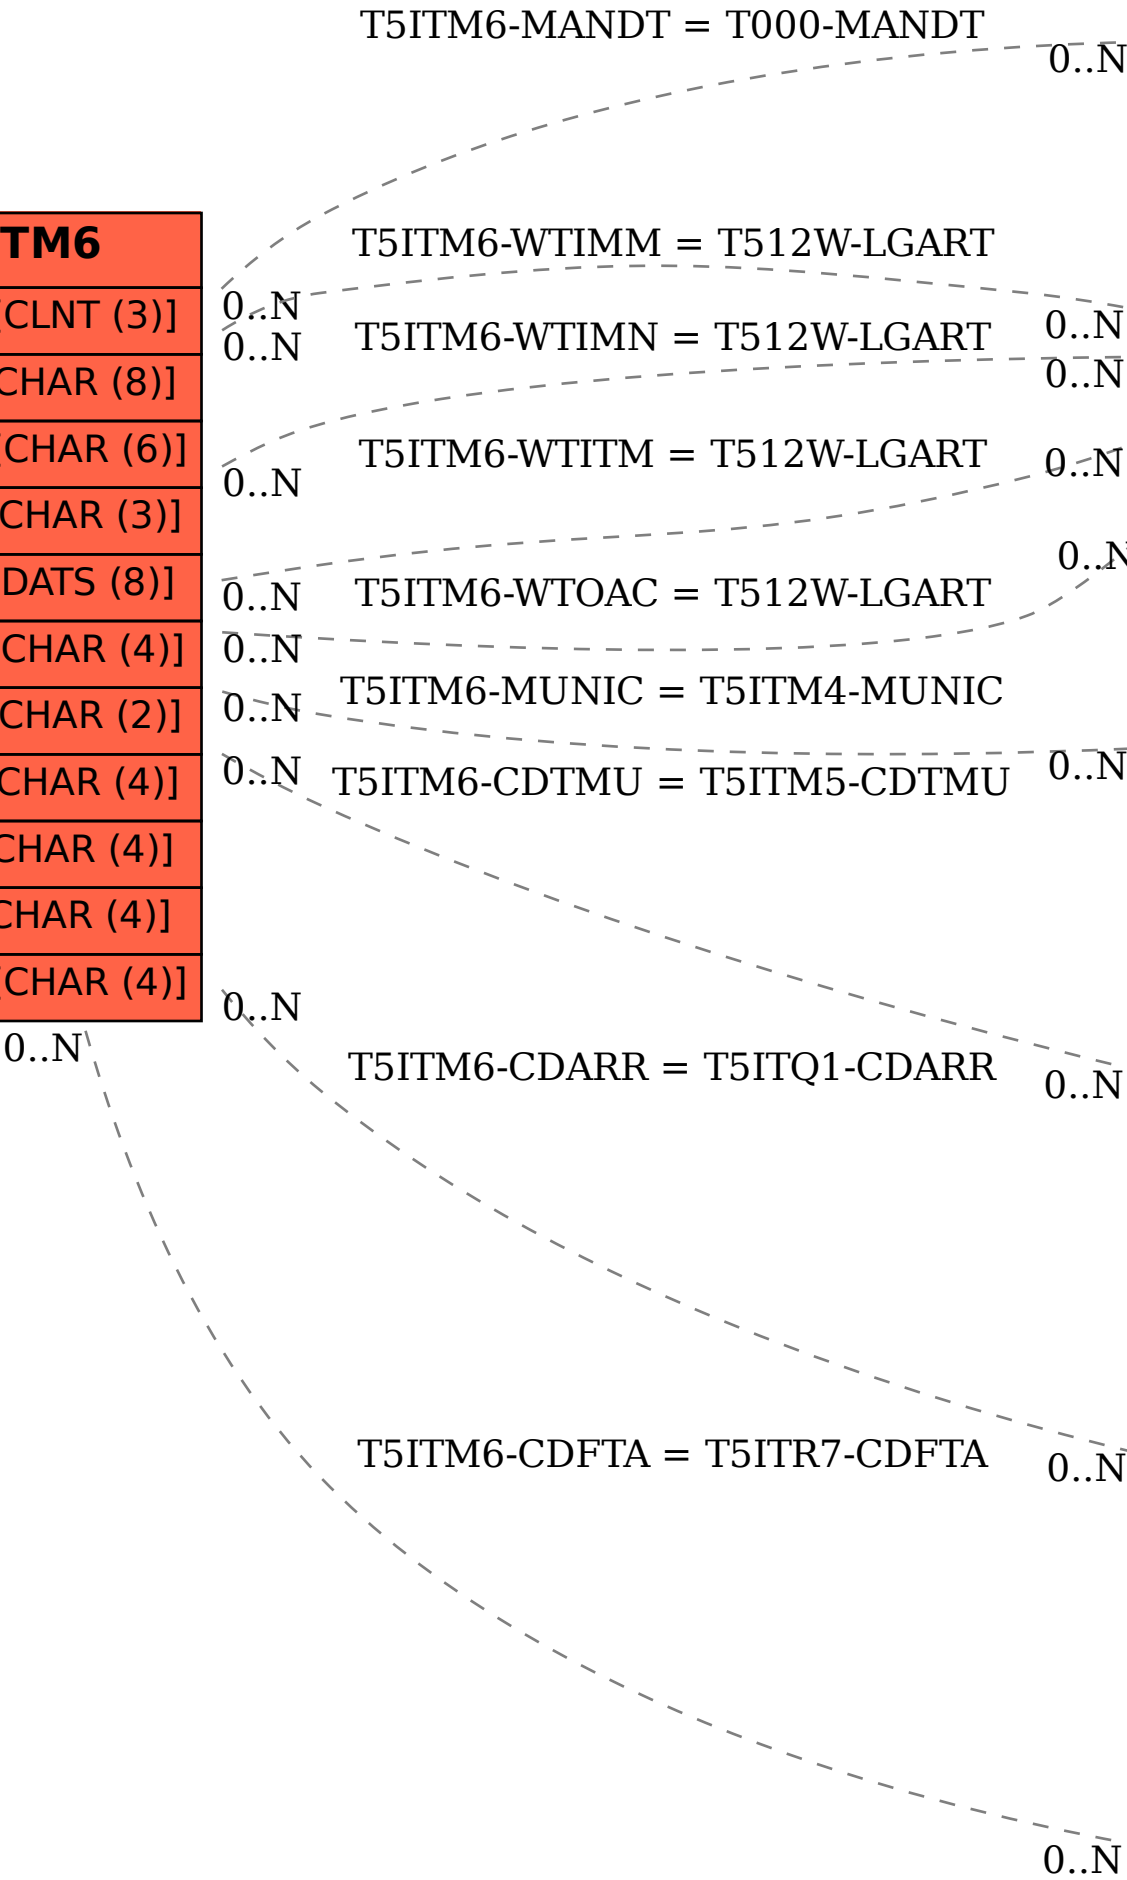 T5ITM6-MANDT = T000-MANDT
0..N
TM6
T5ITM6-WTIMM = T512W-LGART
[CLNT (3)]
0..N
0..N
T5ITM6-WTIMN = T512W-LGART
0..N
0..N
CHAR (8)]
[CHAR (6)]
T5ITM6-WTITM = T512W-LGART
0..N
0..N
CHAR (3)]
0..N
DATS (8)]
0..N
T5ITM6-WTOAC = T512W-LGART
CHAR (4)]
0..N
CHAR (2)]
0..N
T5ITM6-MUNIC = T5ITM4-MUNIC
CHAR (4)]
0..N
T5ITM6-CDTMU = T5ITM5-CDTMU
0..N
CHAR (4)]
CHAR (4)]
[CHAR (4)]
0..N
0..N
T5ITM6-CDARR = T5ITQ1-CDARR
0..N
T5ITM6-CDFTA = T5ITR7-CDFTA
0..N
0..N